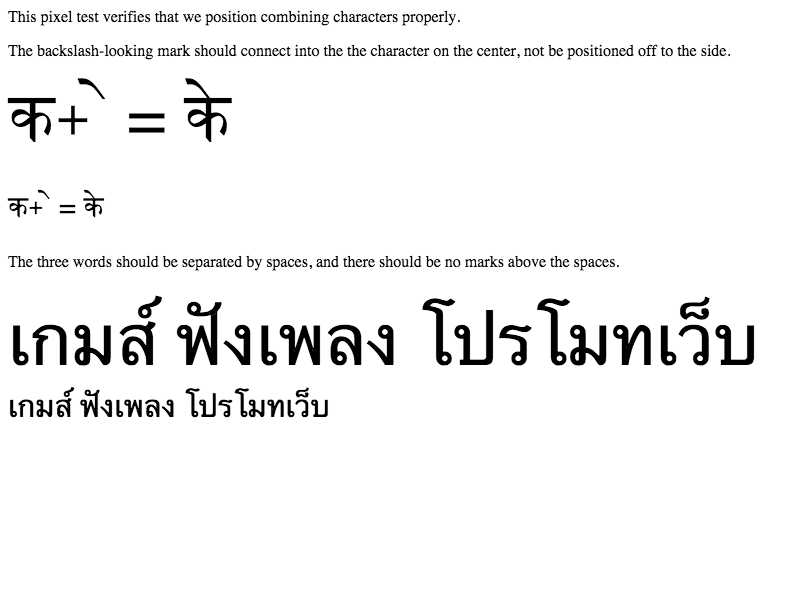 This pixel test verifies that we position combining characters properly.
The backslash-looking mark should connect into the the character on the center, not be positioned off to the side.
क+ े = के
क+ े = के
The three words should be separated by spaces, and there should be no marks above the spaces.
เกมส์ ฟังเพลง โปรโมทเว็บ
เกมส์ ฟังเพลง โปรโมทเว็บ